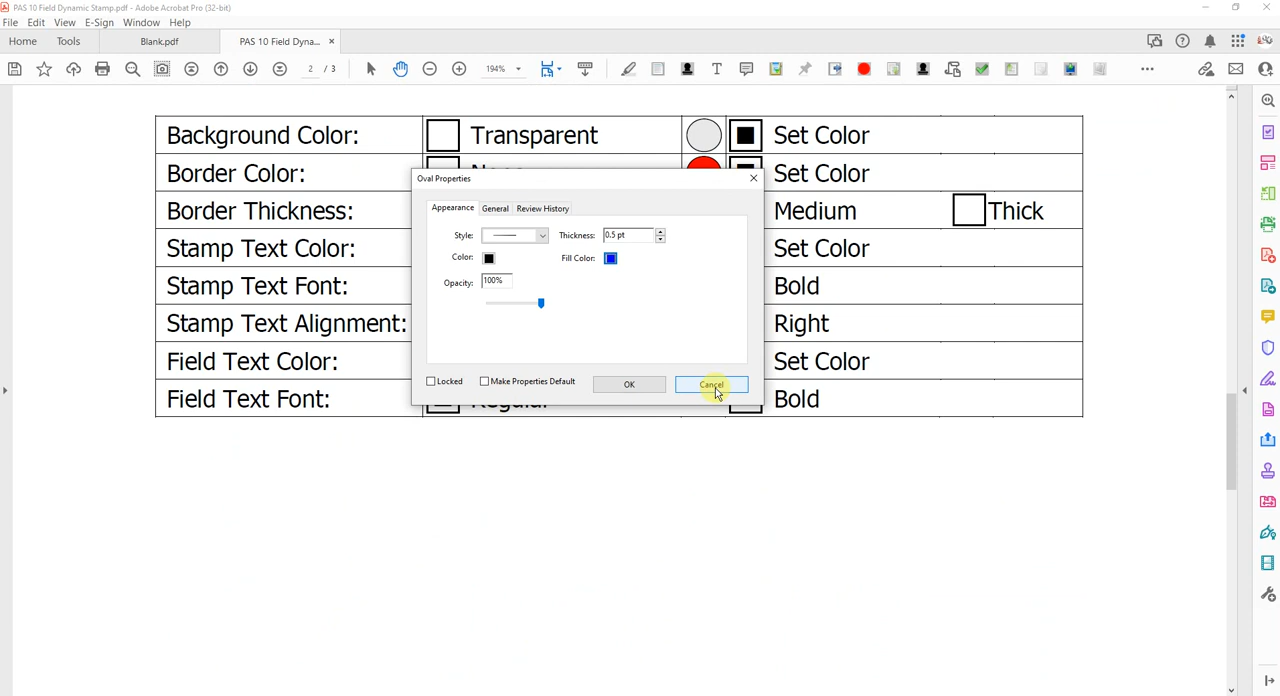 PAS 10 Field Dynamic Stamp.pdf - Adobe Acrobat Pro (32-bit)
File Edit View E-Sign Window Help
Home Tools Blank.pdf PAS 10 Field Dyna... ×
2 / 3 194%
Background Color: Transparent Set Color
Border Color: Set Color
Border Thickness: Medium Thick
Stamp Text Color: Set Color
Stamp Text Font: Bold
Stamp Text Alignment: Right
Field Text Color: Set Color
Field Text Font: Regular Bold
Oval Properties
Appearance General Review History
Style: Thickness: 0.5 pt
Color: Fill Color:
Opacity: 100%
Locked Make Properties Default OK Cancel